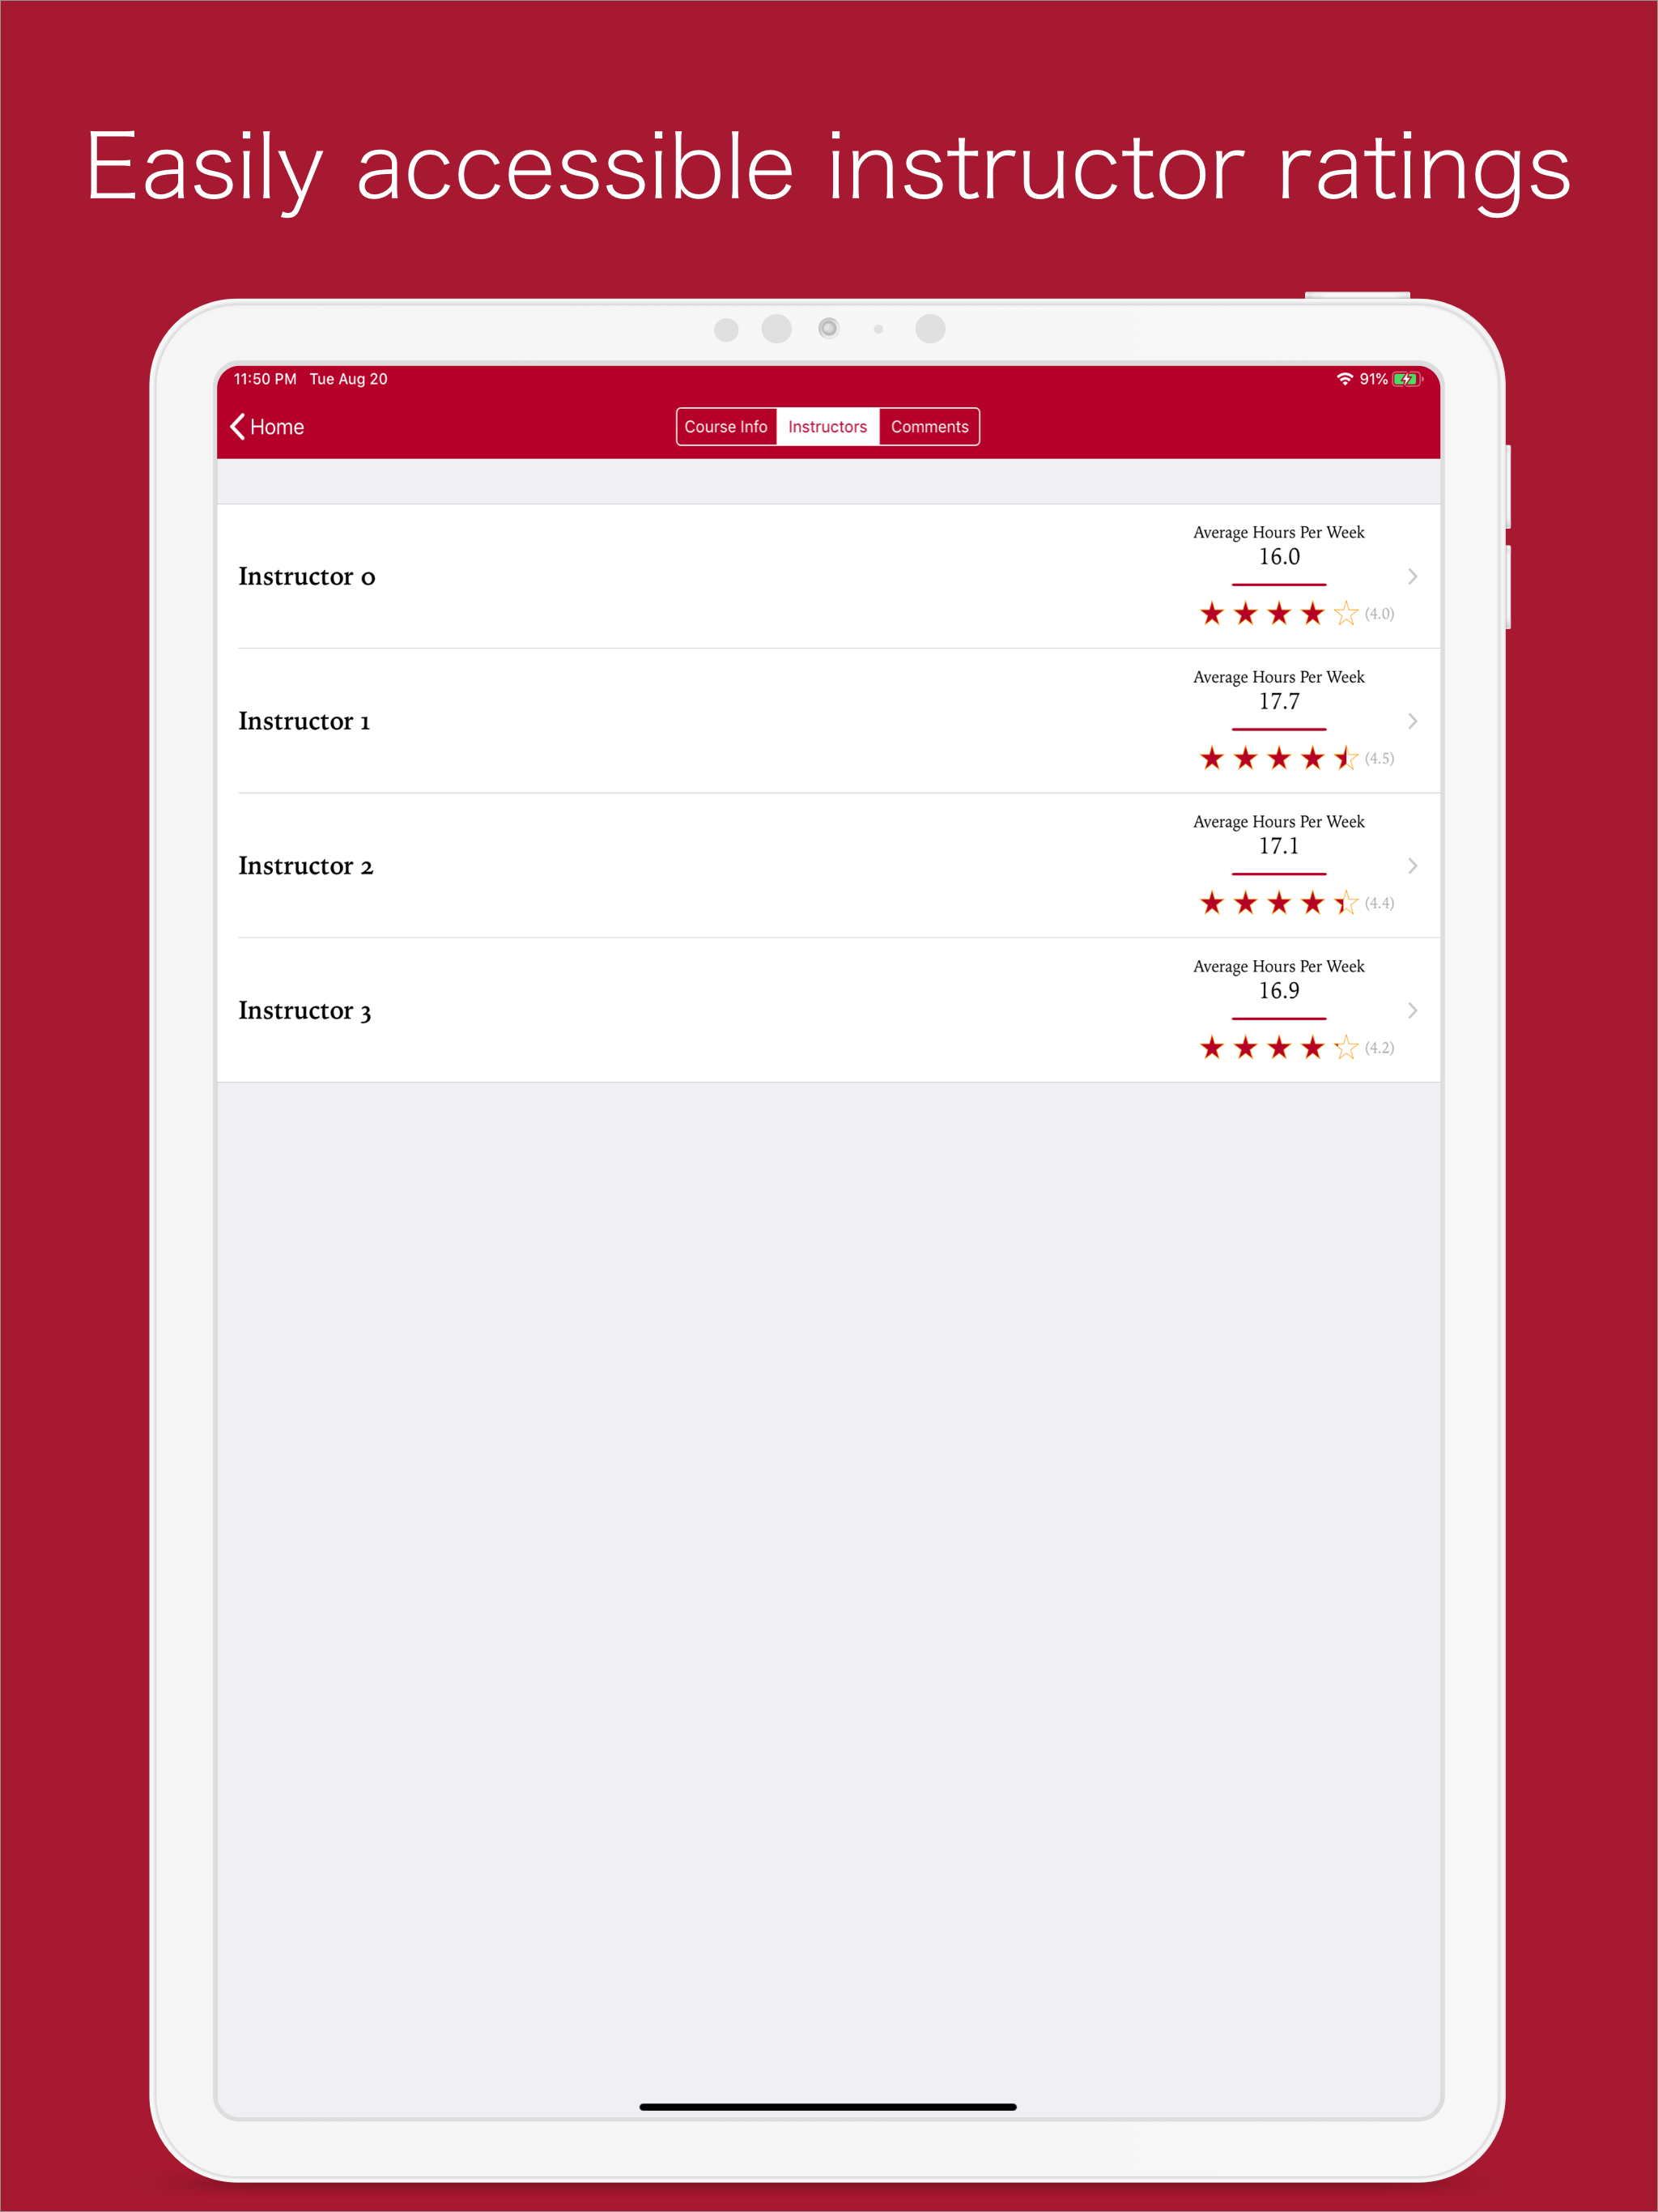 Easily accessible instructor ratings
11:50 PM Tue Aug 20 91%
Home Course Info Instructors Comments
Average Hours Per Week
16.0
Instructor 0
(4.0)
Average Hours Per Week
17.7
Instructor 1
(4.5)
Average Hours Per Week
17.1
Instructor 2
(4.4)
Average Hours Per Week
16.9
Instructor 3
(4.2)